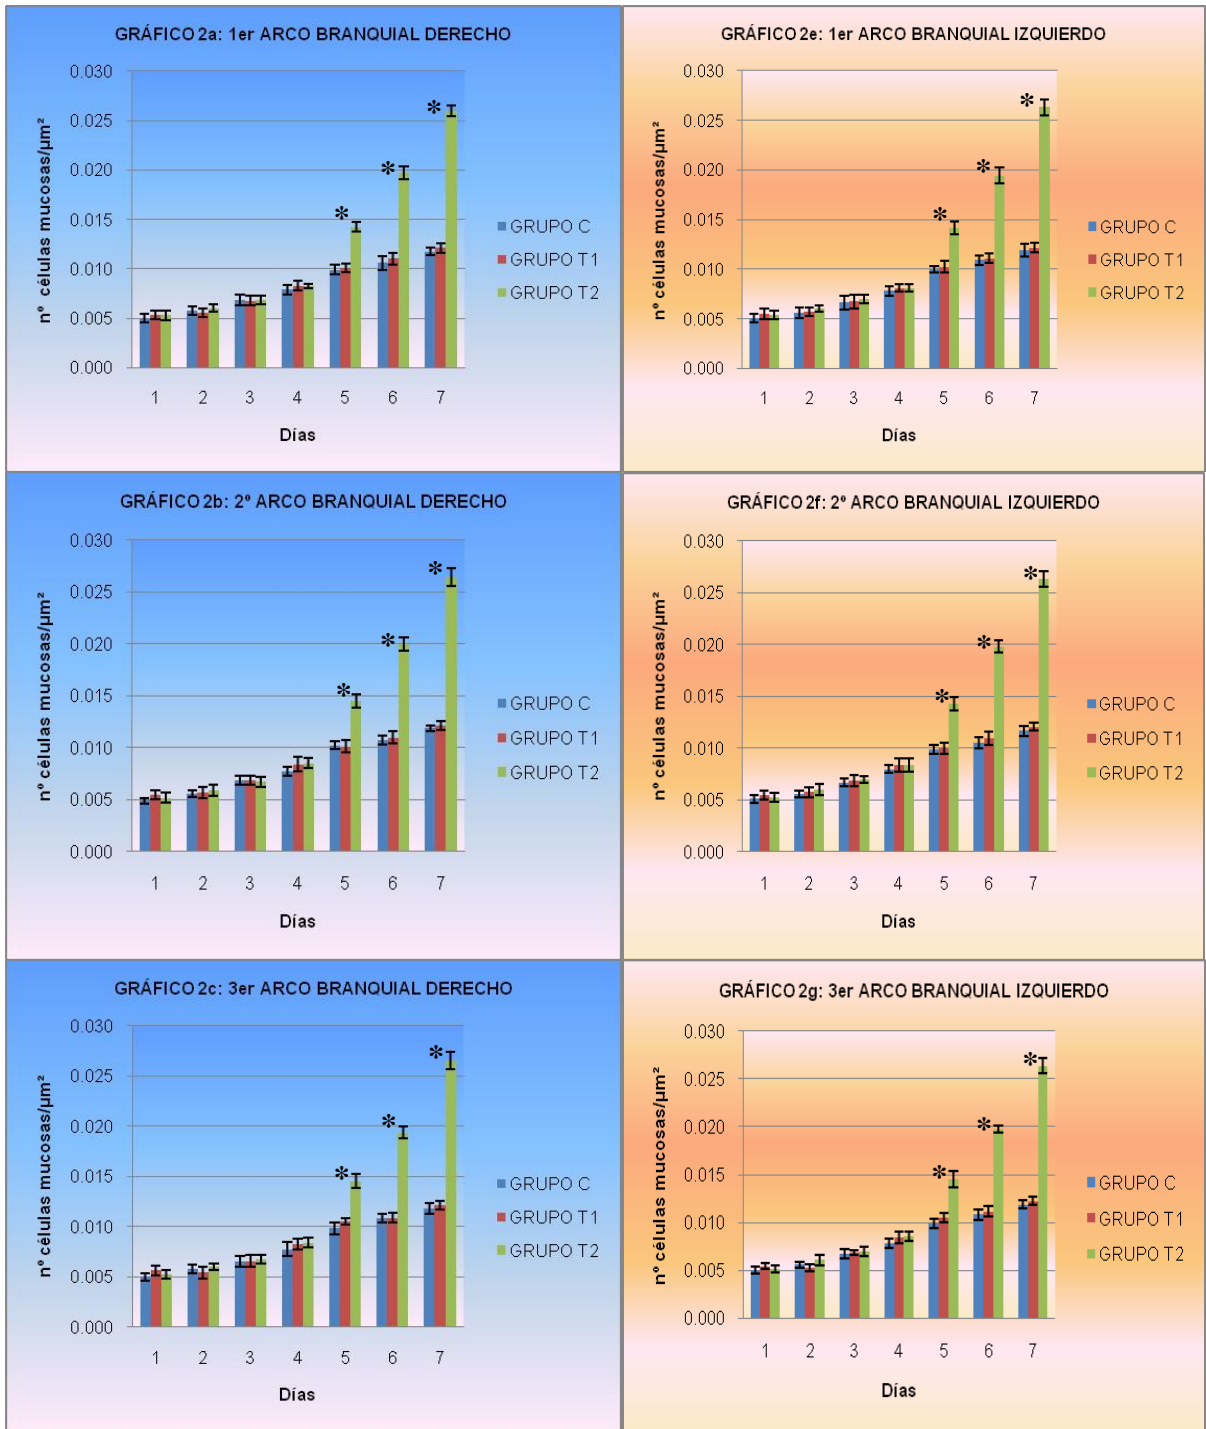 GRÁFICO 2a: 1er ARCO BRANQUIAL DERECHO
nº células mucosas/µm²
0.030
0.025
0.020
0.015
0.010
0.005
0.000
*
*
*
GRUPO C
GRUPO T1
GRUPO T2
1 2 3 4 5 6 7
Días
GRÁFICO 2e: 1er ARCO BRANQUIAL IZQUIERDO
nº células mucosas/µm²
0.030
0.025
0.020
0.015
0.010
0.005
0.000
*
*
*
GRUPO C
GRUPO T1
GRUPO T2
1 2 3 4 5 6 7
Días
GRÁFICO 2b: 2º ARCO BRANQUIAL DERECHO
nº células mucosas/µm²
0.030
0.025
0.020
0.015
0.010
0.005
0.000
*
*
*
GRUPO C
GRUPO T1
GRUPO T2
1 2 3 4 5 6 7
Días
GRÁFICO 2f: 2º ARCO BRANQUIAL IZQUIERDO
nº células mucosas/µm²
0.030
0.025
0.020
0.015
0.010
0.005
0.000
*
*
*
GRUPO C
GRUPO T1
GRUPO T2
1 2 3 4 5 6 7
Días
GRÁFICO 2c: 3er ARCO BRANQUIAL DERECHO
nº células mucosas/µm²
0.030
0.025
0.020
0.015
0.010
0.005
0.000
*
*
*
GRUPO C
GRUPO T1
GRUPO T2
1 2 3 4 5 6 7
Días
GRÁFICO 2g: 3er ARCO BRANQUIAL IZQUIERDO
nº células mucosas/µm²
0.030
0.025
0.020
0.015
0.010
0.005
0.000
*
*
*
GRUPO C
GRUPO T1
GRUPO T2
1 2 3 4 5 6 7
Días